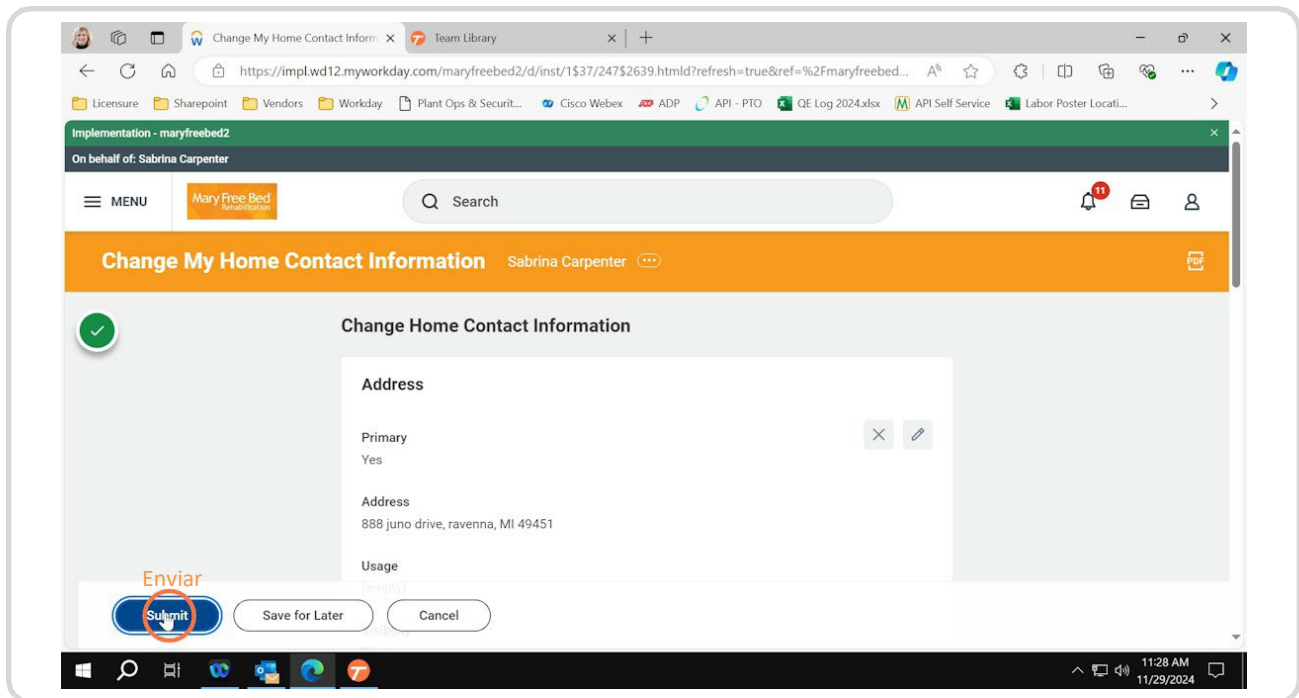 Change My Home Contact Inform
Team Library
https://impl.wd12.myworkday.com/maryfreebed2/d/inst/1$37/247$2639.htmld?refresh=true&ref=%2Fmaryfreebed...
Licensure Sharepoint Vendors Workday Plant Ops & Securit... Cisco Webex ADP API - PTO QE Log 2024.xlsx API Self Service Labor Poster Locati...
Implementation - maryfreebed2
On behalf of: Sabrina Carpenter
MENU Mary Free Bed Search 11
Rehabilitation
Change My Home Contact Information Sabrina Carpenter PDF
Change Home Contact Information
Address
Primary
Yes
Address
888 juno drive, ravenna, MI 49451
Usage
(empty)
Enviar
Submit Save for Later Cancel
Visibility
11:28 AM
11/29/2024